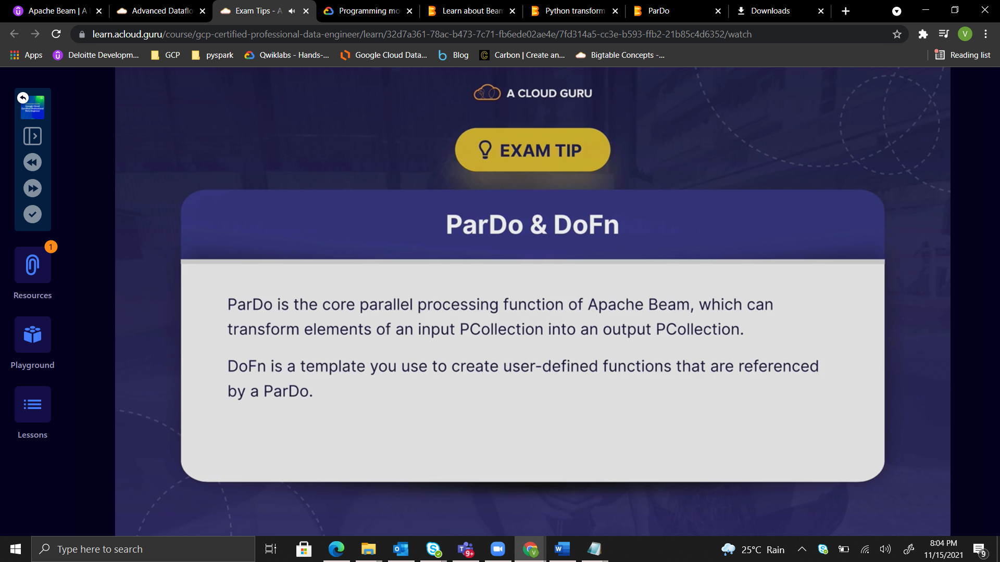 Apache Beam | A
Advanced Dataflo
Exam Tips - A
Programming mo
Learn about Beam
Python transform
ParDo
Downloads
learn.acloud.guru/course/gcp-certified-professional-data-engineer/learn/32d7a361-78ac-b473-7c71-fb6ede02ae4e/7fd314a5-cc3e-b593-ffb2-21b85c4d6352/watch
V
Apps
Deloitte Developm...
GCP
pyspark
Qwiklabs - Hands-...
Google Cloud Data...
Blog
Carbon | Create an...
Bigtable Concepts -...
Reading list
A CLOUD GURU
EXAM TIP
ParDo & DoFn
ParDo is the core parallel processing function of Apache Beam, which can
transform elements of an input PCollection into an output PCollection.
DoFn is a template you use to create user-defined functions that are referenced
by a ParDo.
1
Resources
Playground
Lessons
Type here to search
9+
25°C Rain
8:04 PM
11/15/2021
9